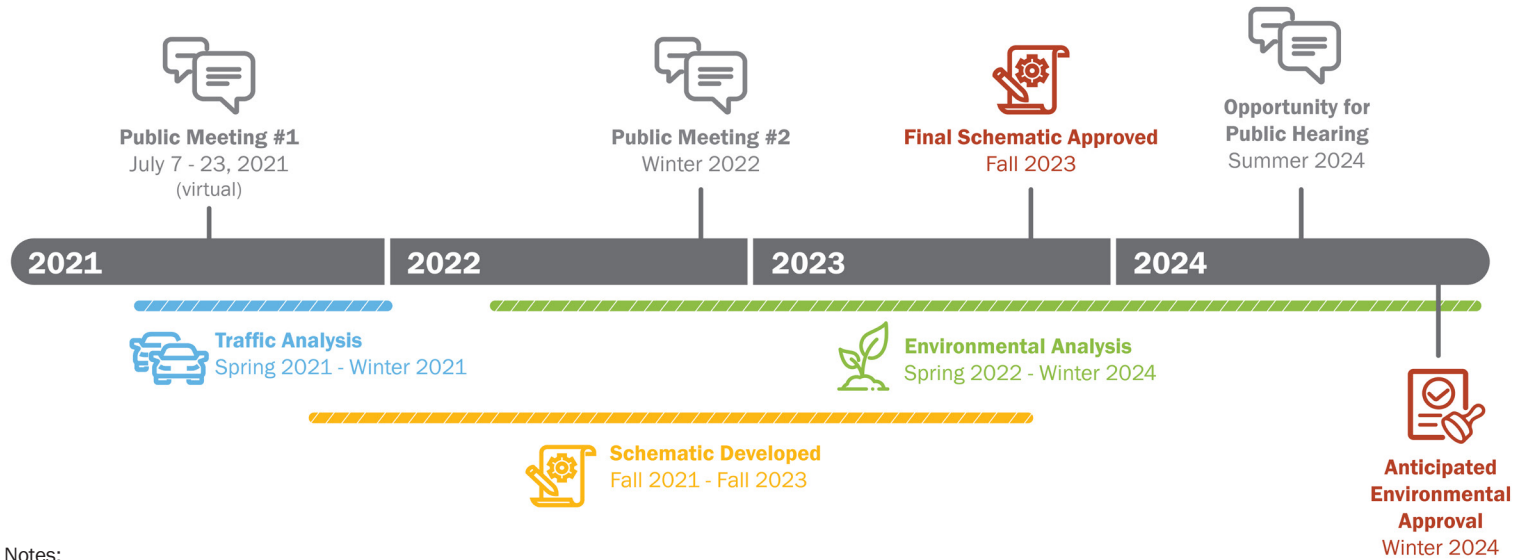 Public Meeting #1
July 7 - 23, 2021
(virtual)
Public Meeting #2
Winter 2022
Final Schematic Approved
Fall 2023
Opportunity for
Public Hearing
Summer 2024
2021
2022
2023
2024
Traffic Analysis
Spring 2021 - Winter 2021
Environmental Analysis
Spring 2022 - Winter 2024
Schematic Developed
Fall 2021 - Fall 2023
Anticipated
Environmental
Approval
Winter 2024
Notes: